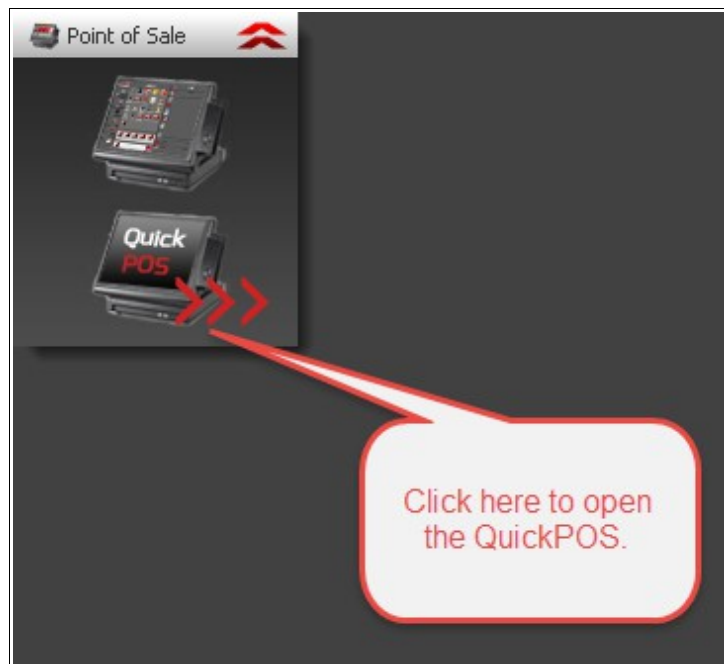 Point of Sale
Quick
POS
Click here to open
the QuickPOS.